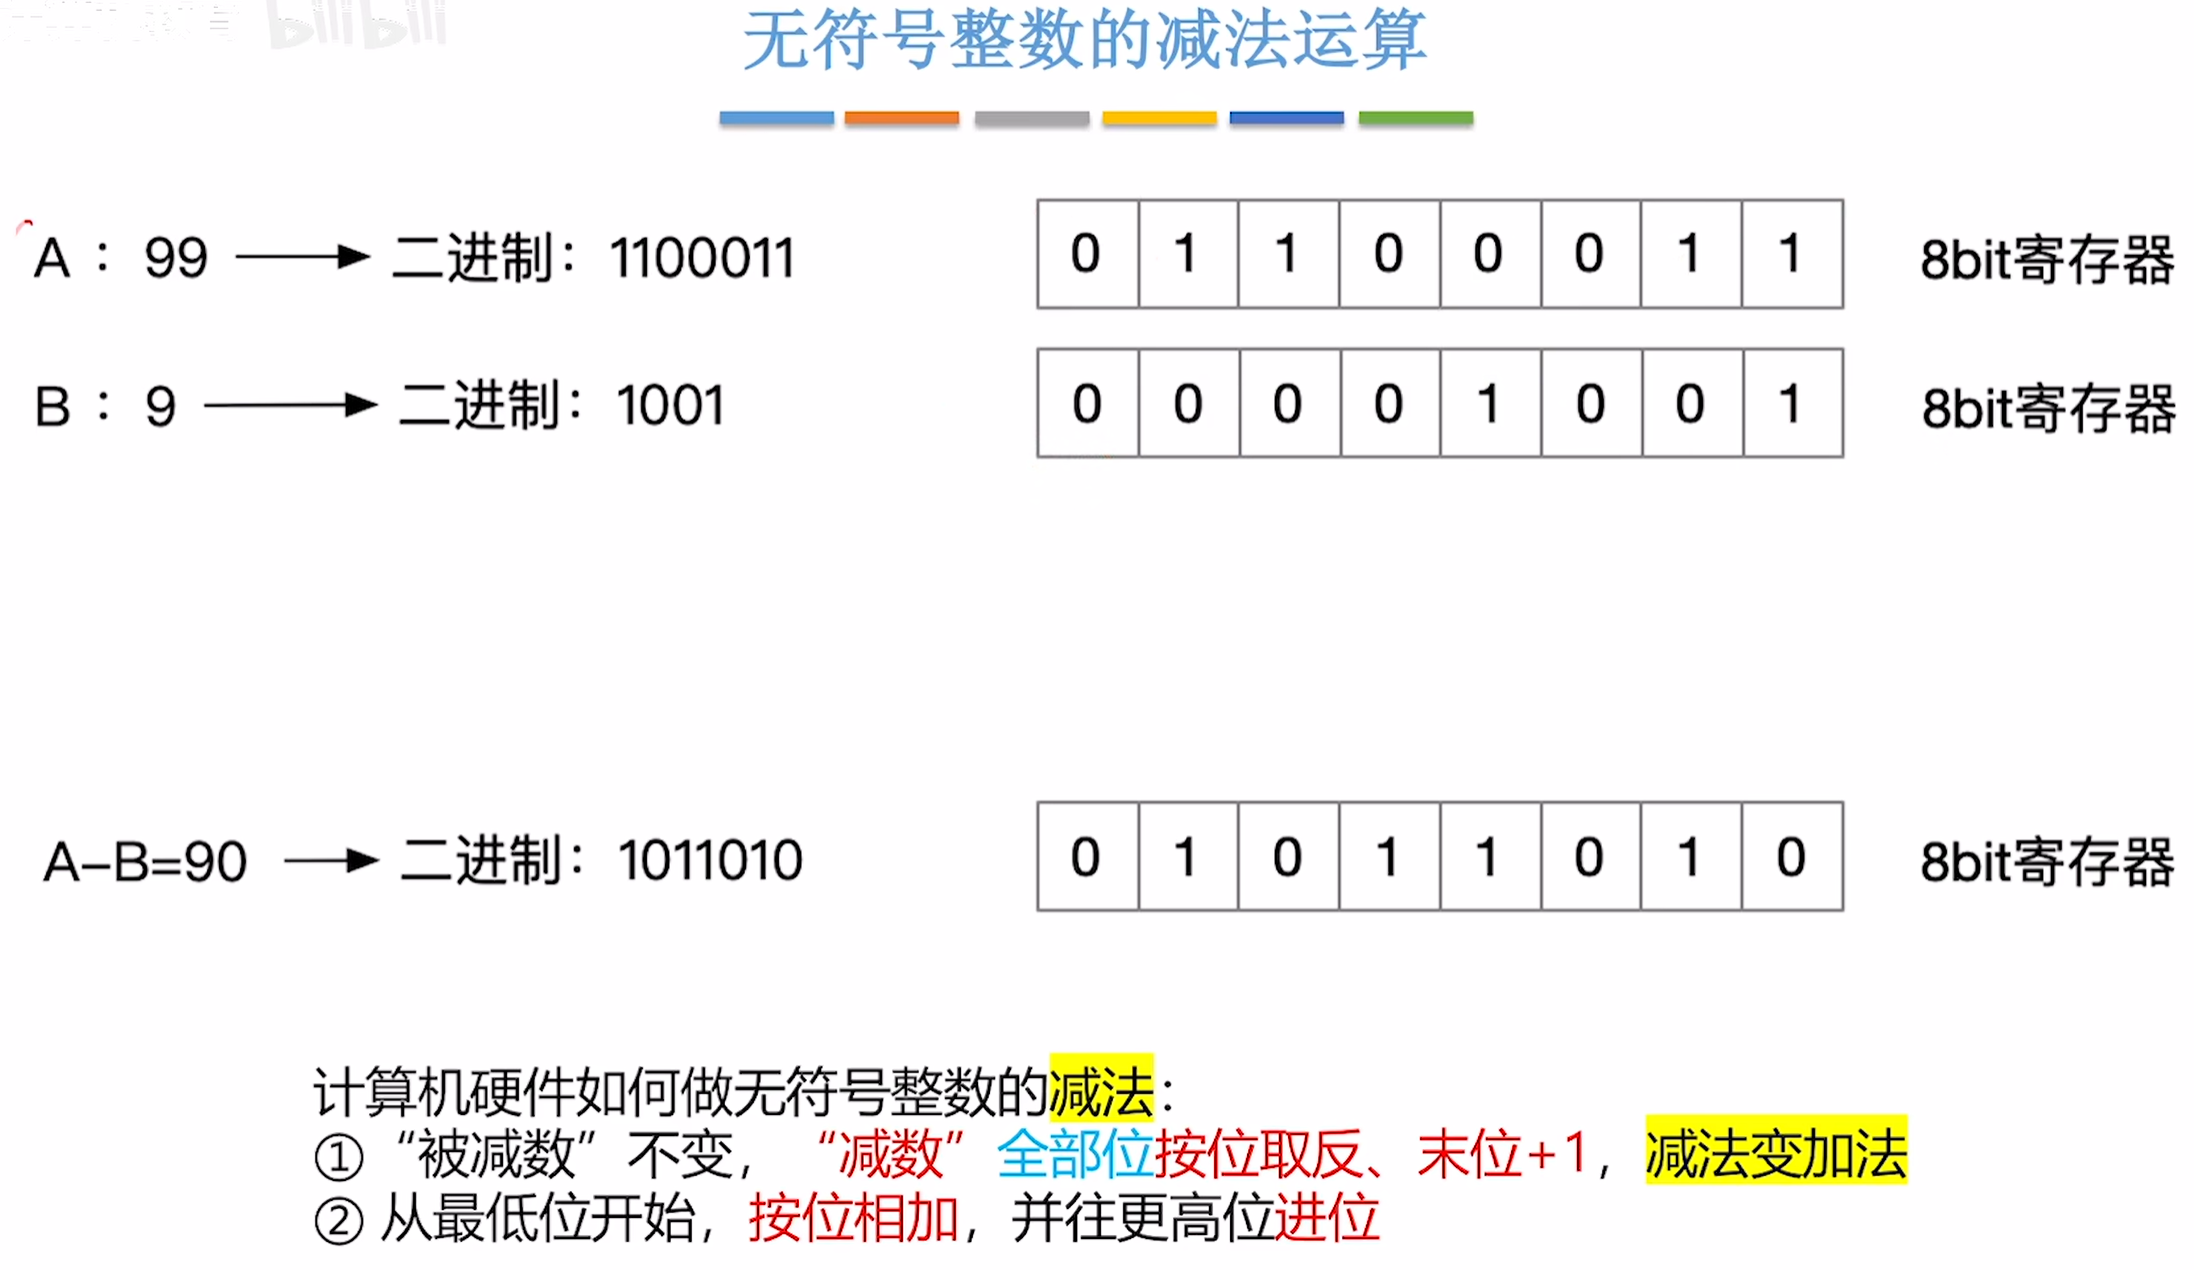 bilibili
无符号整数的减法运算
A：99 二进制：1100011 0 1 1 0 0 0 1 1 8bit寄存器
B：9 二进制：1001 0 0 0 0 1 0 0 1 8bit寄存器
A-B=90 二进制：1011010 0 1 0 1 1 0 1 0 8bit寄存器
计算机硬件如何做无符号整数的减法：
①“被减数”不变，“减数”全部位按位取反、末位+1，减法变加法
② 从最低位开始，按位相加，并往更高位进位